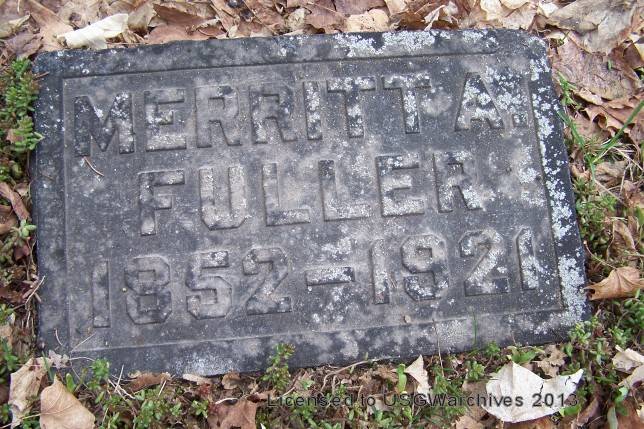 MERRITT A.
FULLER
1852-1921
Licensed to USGWarchives 2013